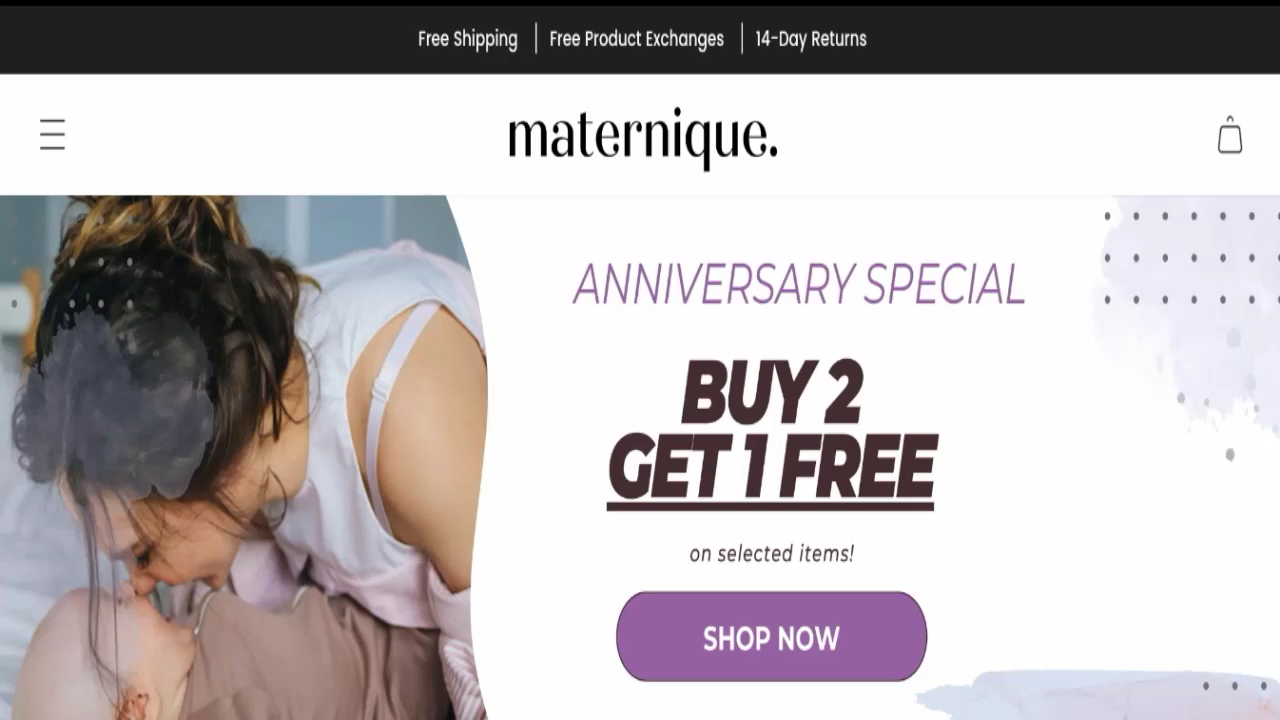 Free Shipping | Free Product Exchanges | 14-Day Returns
maternique.
ANNIVERSARY SPECIAL
BUY 2
GET 1 FREE
on selected items!
SHOP NOW